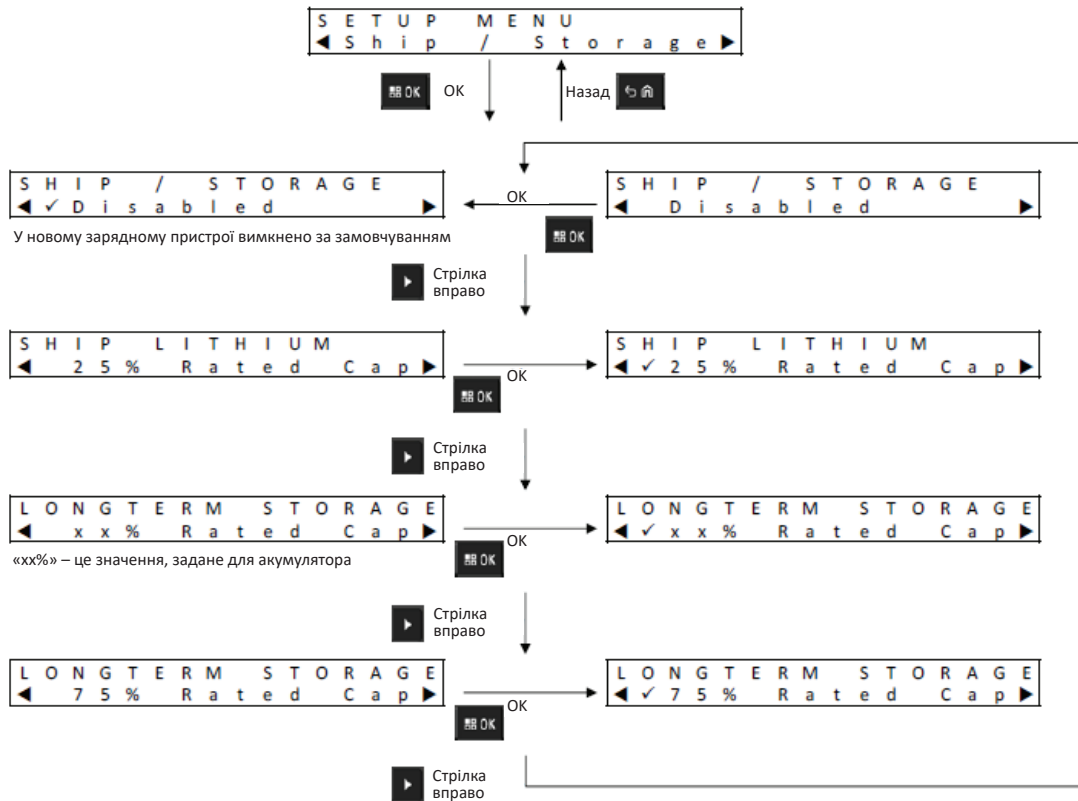 SETUP MENU
◀Ship / Storage▶
OK OK Назад
SHIP / STORAGE
◀✓Disabled ▶
OK
SHIP / STORAGE
◀ Disabled ▶
У новому зарядному пристрої вимкнено за замовчуванням
OK
Стрілка
вправо
SHIP LITHIUM
◀ 25% Rated Cap▶
OK
OK
SHIP LITHIUM
◀✓25% Rated Cap▶
Стрілка
вправо
LONGTERM STORAGE
◀ xx% Rated Cap▶
OK
OK
LONGTERM STORAGE
◀✓xx% Rated Cap▶
«xx%» – це значення, задане для акумулятора
Стрілка
вправо
LONGTERM STORAGE
◀ 75% Rated Cap▶
OK
OK
LONGTERM STORAGE
◀✓75% Rated Cap▶
Стрілка
вправо